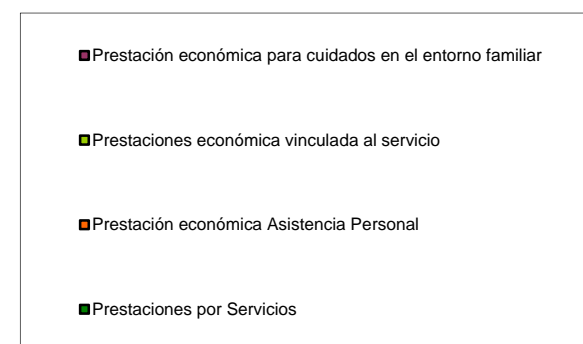 Prestación económica para cuidados en el entorno familiar
Prestaciones económica vinculada al servicio
Prestación económica Asistencia Personal
Prestaciones por Servicios